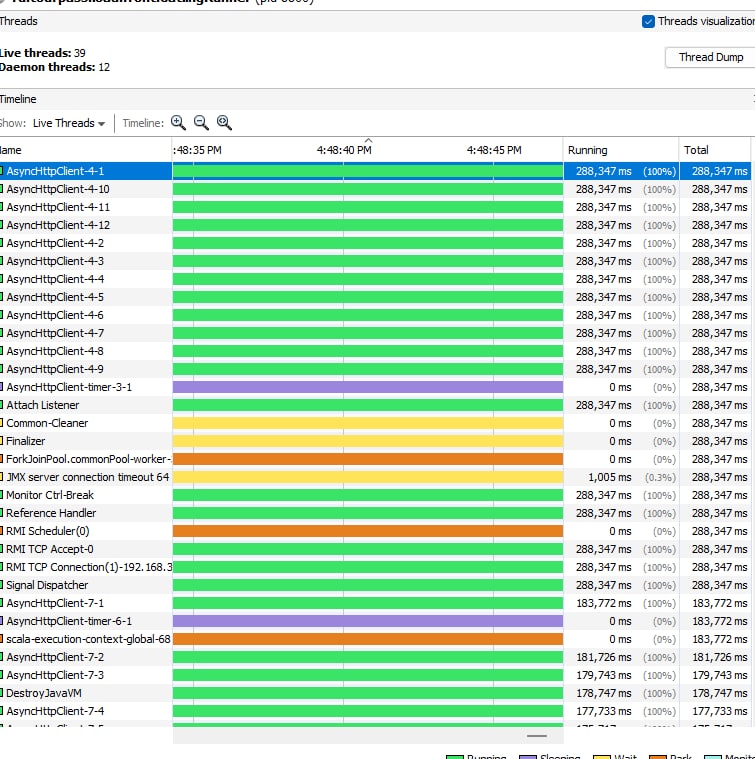 Threads
Threads visualization
Live threads: 39
Daemon threads: 12
Thread Dump
Timeline
Show: Live Threads Timeline:
Name :48:35 PM 4:48:40 PM 4:48:45 PM Running Total
AsyncHttpClient-4-1 288,347 ms (100%) 288,347 ms
AsyncHttpClient-4-10 288,347 ms (100%) 288,347 ms
AsyncHttpClient-4-11 288,347 ms (100%) 288,347 ms
AsyncHttpClient-4-12 288,347 ms (100%) 288,347 ms
AsyncHttpClient-4-2 288,347 ms (100%) 288,347 ms
AsyncHttpClient-4-3 288,347 ms (100%) 288,347 ms
AsyncHttpClient-4-4 288,347 ms (100%) 288,347 ms
AsyncHttpClient-4-5 288,347 ms (100%) 288,347 ms
AsyncHttpClient-4-6 288,347 ms (100%) 288,347 ms
AsyncHttpClient-4-7 288,347 ms (100%) 288,347 ms
AsyncHttpClient-4-8 288,347 ms (100%) 288,347 ms
AsyncHttpClient-4-9 288,347 ms (100%) 288,347 ms
AsyncHttpClient-timer-3-1 0 ms (0%) 288,347 ms
Attach Listener 288,347 ms (100%) 288,347 ms
Common-Cleaner 0 ms (0%) 288,347 ms
Finalizer 0 ms (0%) 288,347 ms
ForkJoinPool.commonPool-worker- 0 ms (0%) 288,347 ms
JMX server connection timeout 64 1,005 ms (0.3%) 288,347 ms
Monitor Ctrl-Break 288,347 ms (100%) 288,347 ms
Reference Handler 288,347 ms (100%) 288,347 ms
RMI Scheduler(0) 0 ms (0%) 288,347 ms
RMI TCP Accept-0 288,347 ms (100%) 288,347 ms
RMI TCP Connection(1)-192.168.3 288,347 ms (100%) 288,347 ms
Signal Dispatcher 288,347 ms (100%) 288,347 ms
AsyncHttpClient-7-1 183,772 ms (100%) 183,772 ms
AsyncHttpClient-timer-6-1 0 ms (0%) 183,772 ms
scala-execution-context-global-68 0 ms (0%) 183,772 ms
AsyncHttpClient-7-2 181,726 ms (100%) 181,726 ms
AsyncHttpClient-7-3 179,743 ms (100%) 179,743 ms
DestroyJavaVM 178,747 ms (100%) 178,747 ms
AsyncHttpClient-7-4 177,733 ms (100%) 177,733 ms
Running Sleeping Wait Park